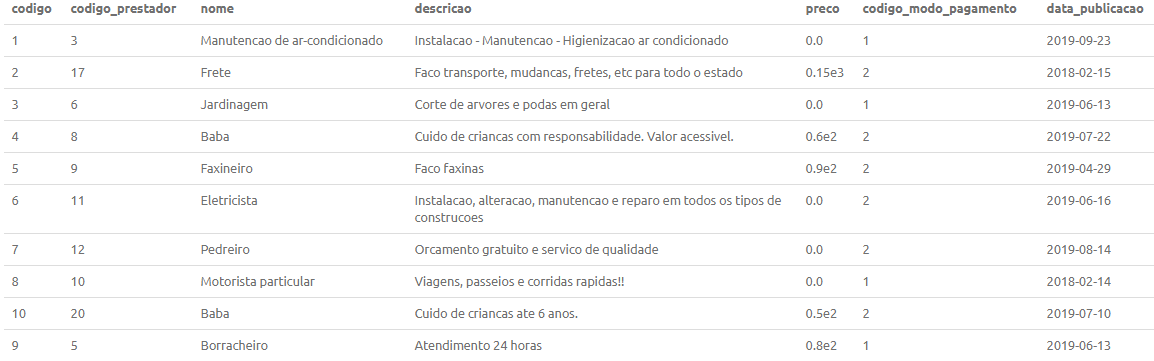 codigo codigo_prestador nome descricao preco codigo_modo_pagamento data_publicacao
1 3 Manutencao de ar-condicionado Instalacao - Manutencao - Higienizacao ar condicionado 0.0 1 2019-09-23
2 17 Frete Faco transporte, mudancas, fretes, etc para todo o estado 0.15e3 2 2018-02-15
3 6 Jardinagem Corte de arvores e podas em geral 0.0 1 2019-06-13
4 8 Baba Cuido de criancas com responsabilidade. Valor acessivel. 0.6e2 2 2019-07-22
5 9 Faxineiro Faco faxinas 0.9e2 2 2019-04-29
6 11 Eletricista Instalacao, alteracao, manutencao e reparo em todos os tipos de 0.0 2 2019-06-16
construcoes
7 12 Pedreiro Orcamento gratuito e servico de qualidade 0.0 2 2019-08-14
8 10 Motorista particular Viagens, passeios e corridas rapidas!! 0.0 1 2018-02-14
10 20 Baba Cuido de criancas ate 6 anos. 0.5e2 2 2019-07-10
9 5 Borracheiro Atendimento 24 horas 0.8e2 1 2019-06-13